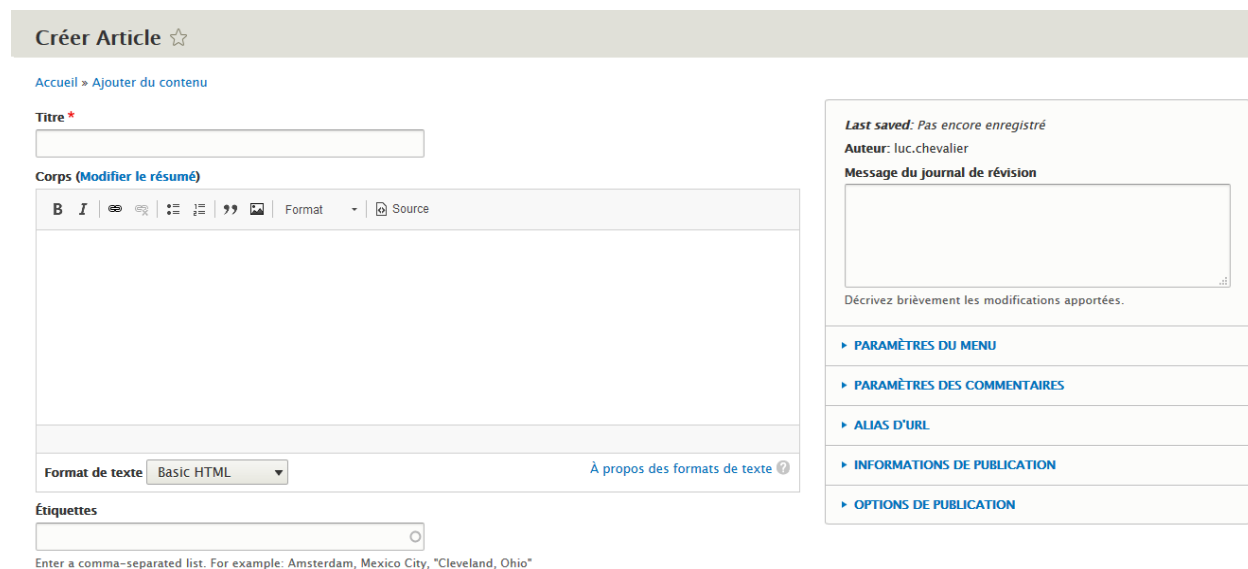 Créer Article
Accueil » Ajouter du contenu
Titre *
Corps (Modifier le résumé)
B I Format Source
Format de texte Basic HTML À propos des formats de texte ?
Étiquettes
Enter a comma-separated list. For example: Amsterdam, Mexico City, "Cleveland, Ohio"
Last saved: Pas encore enregistré
Auteur: luc.chevalier
Message du journal de révision
Décrivez brièvement les modifications apportées.
PARAMÈTRES DU MENU
PARAMÈTRES DES COMMENTAIRES
ALIAS D'URL
INFORMATIONS DE PUBLICATION
OPTIONS DE PUBLICATION